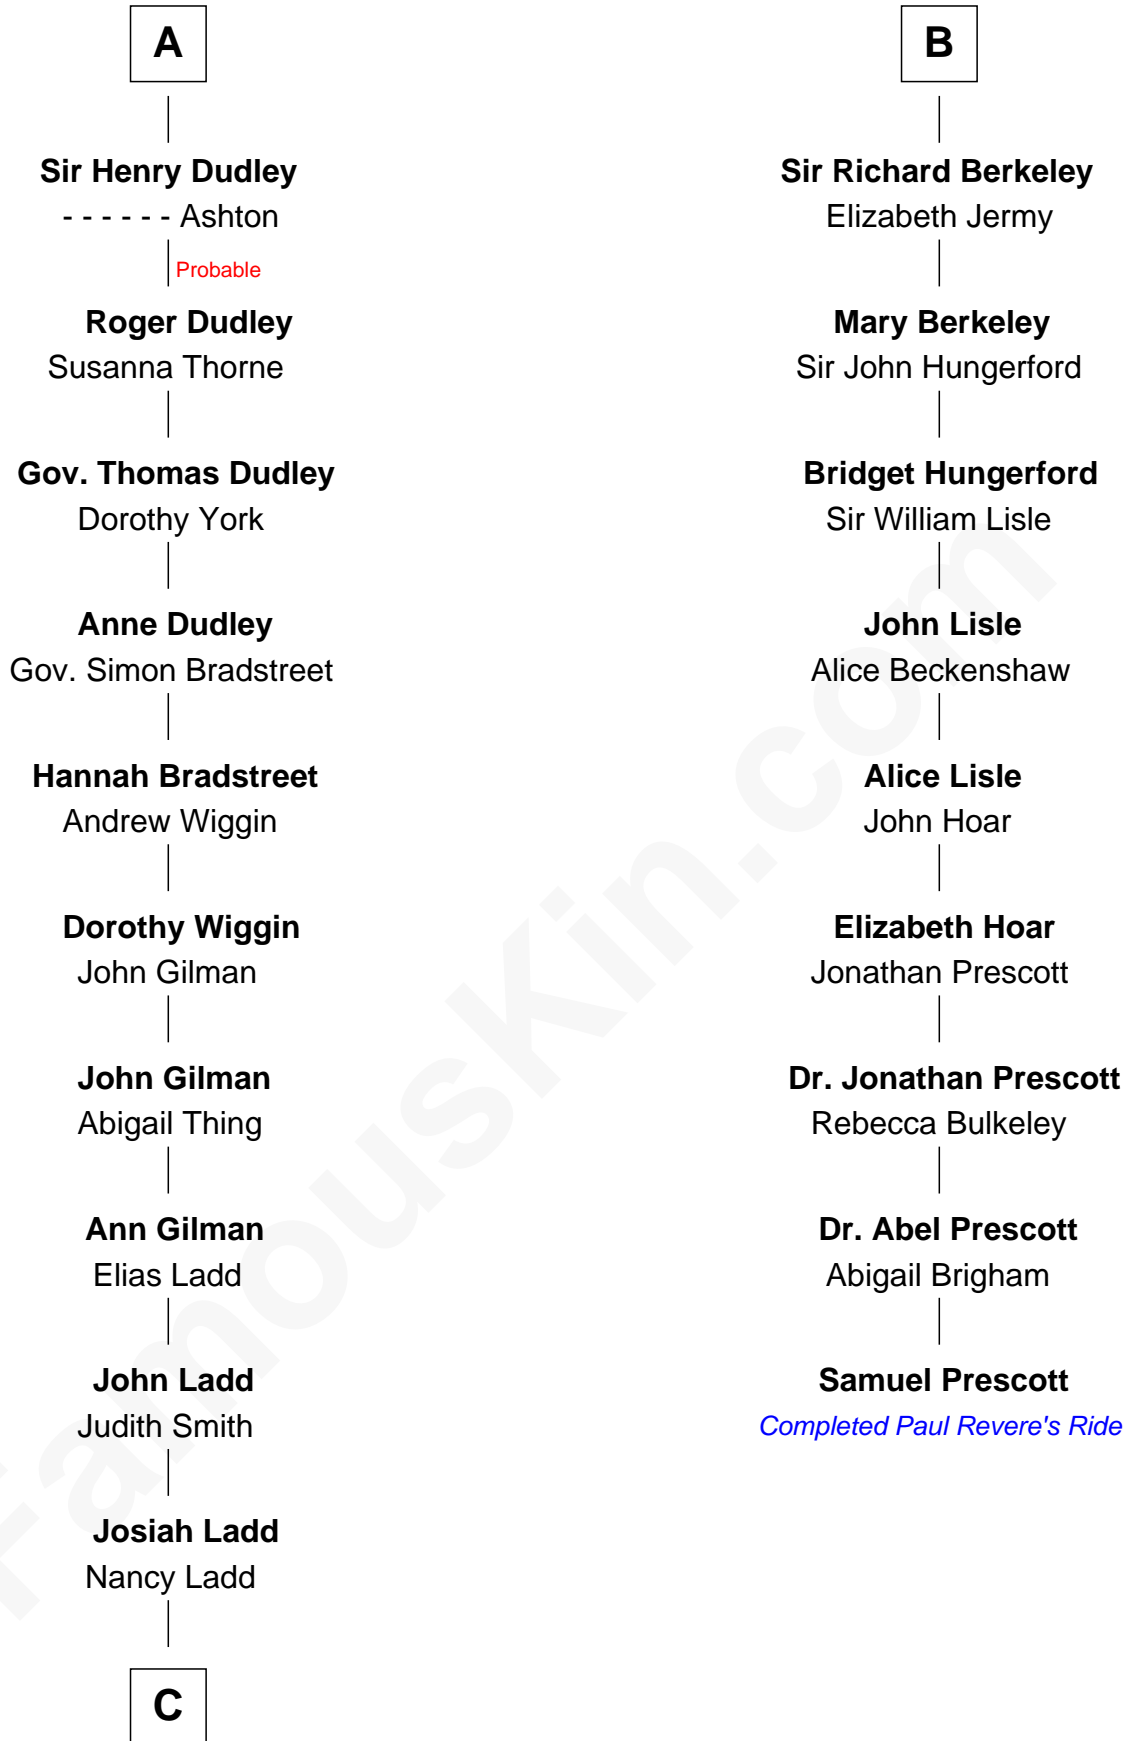 A
Sir Henry Dudley
- - - - - - Ashton
Probable
Roger Dudley
Susanna Thorne
Gov. Thomas Dudley
Dorothy York
Anne Dudley
Gov. Simon Bradstreet
Hannah Bradstreet
Andrew Wiggin
Dorothy Wiggin
John Gilman
John Gilman
Abigail Thing
Ann Gilman
Elias Ladd
John Ladd
Judith Smith
Josiah Ladd
Nancy Ladd
C
B
Sir Richard Berkeley
Elizabeth Jermy
Mary Berkeley
Sir John Hungerford
Bridget Hungerford
Sir William Lisle
John Lisle
Alice Beckenshaw
Alice Lisle
John Hoar
Elizabeth Hoar
Jonathan Prescott
Dr. Jonathan Prescott
Rebecca Bulkeley
Dr. Abel Prescott
Abigail Brigham
Samuel Prescott
Completed Paul Revere's Ride
FamousKin.com